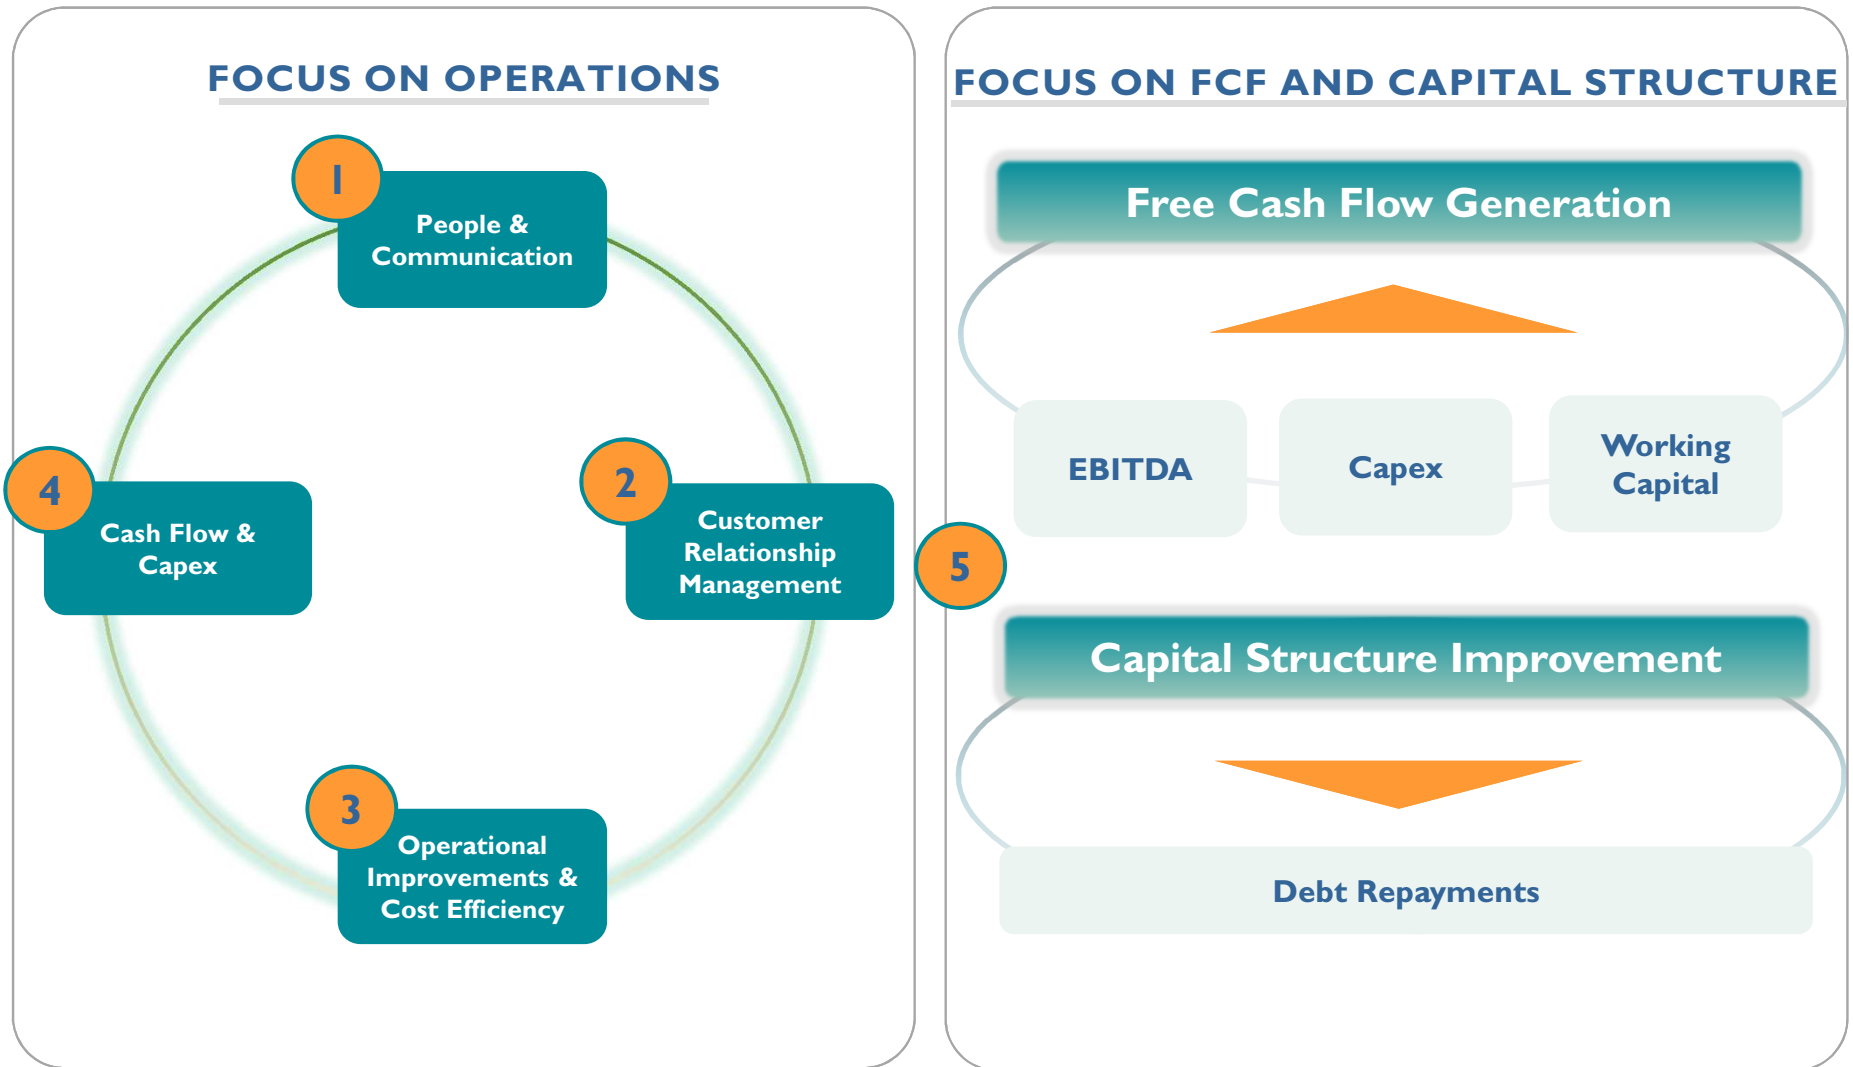 FOCUS ON OPERATIONS
1
People &
Communication
2
Customer
Relationship
Management
3
Operational
Improvements &
Cost Efficiency
4
Cash Flow &
Capex
5
FOCUS ON FCF AND CAPITAL STRUCTURE
Free Cash Flow Generation
EBITDA
Capex
Working
Capital
Capital Structure Improvement
Debt Repayments